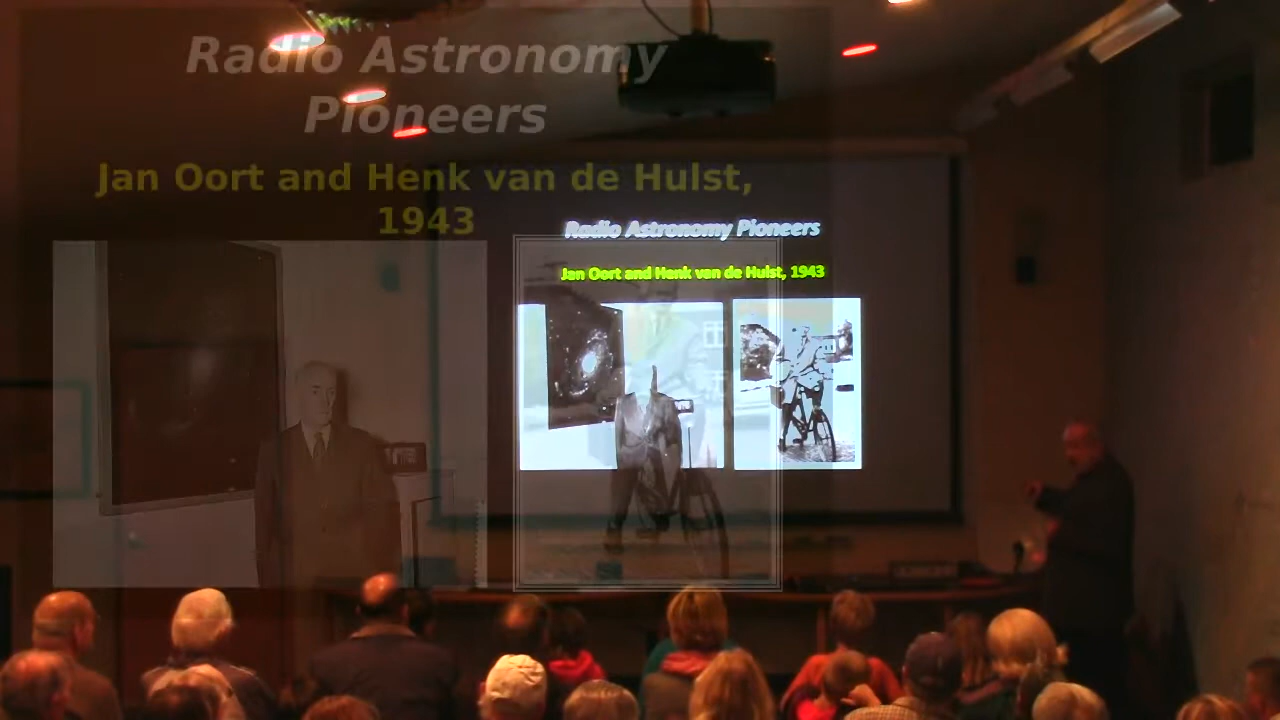 Radio Astronomy
Pioneers
Jan Oort and Henk van de Hulst,
1943
Radio Astronomy Pioneers
Jan Oort and Henk van de Hulst, 1943